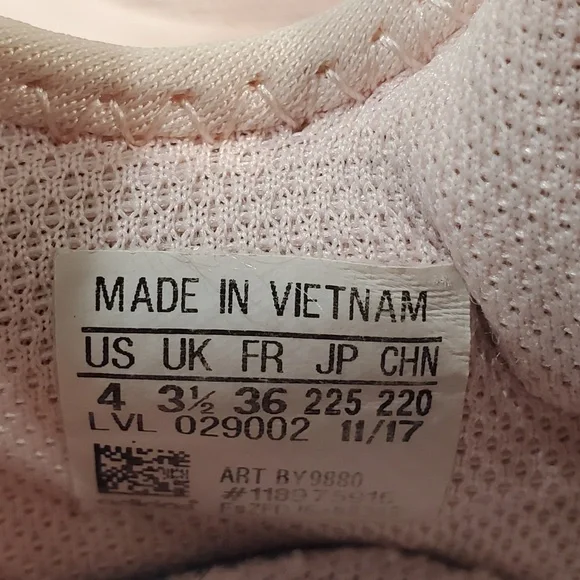 MADE IN VIETNAM
US UK FR JP CHN
4 3½ 36 225 220
LVL 029002 11/17
ART BY9880